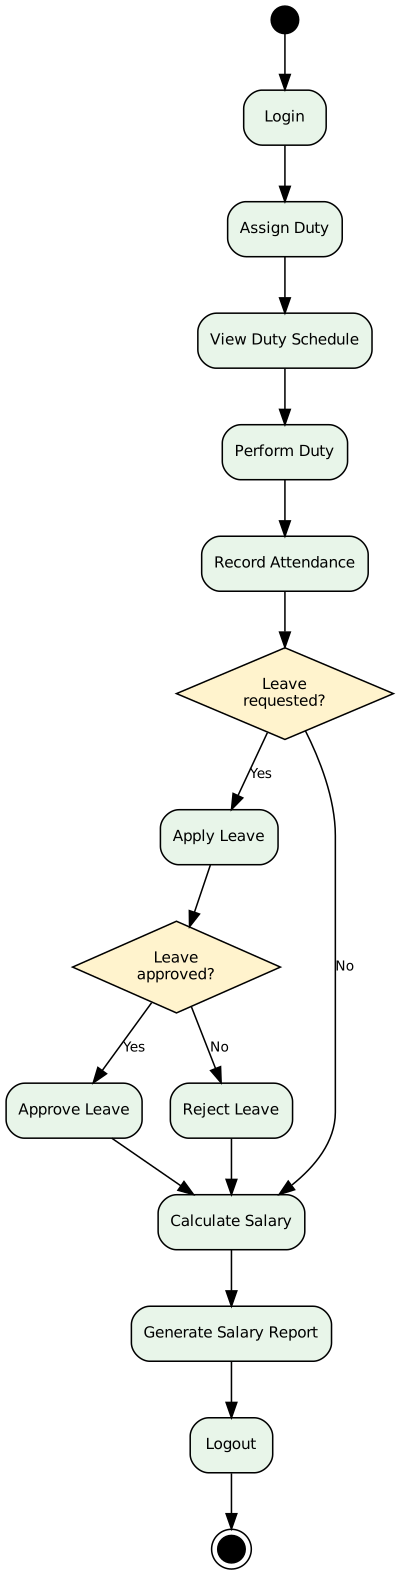 Login
Assign Duty
View Duty Schedule
Perform Duty
Record Attendance
Leave
requested?
Yes
Apply Leave
Leave
approved?
No
Yes
No
Approve Leave
Reject Leave
Calculate Salary
Generate Salary Report
Logout